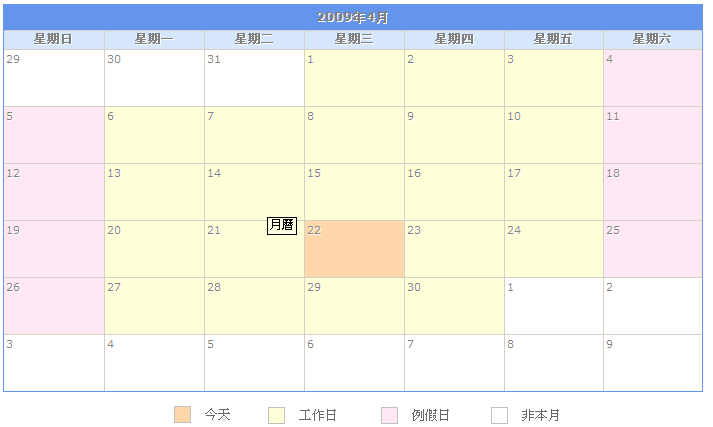 2009年4月
星期日 星期一 星期二 星期三 星期四 星期五 星期六
29 30 31 1 2 3 4
5 6 7 8 9 10 11
12 13 14 15 16 17 18
19 20 21 22 23 24 25
月曆
26 27 28 29 30 1 2
3 4 5 6 7 8 9
今天 工作日 例假日 非本月